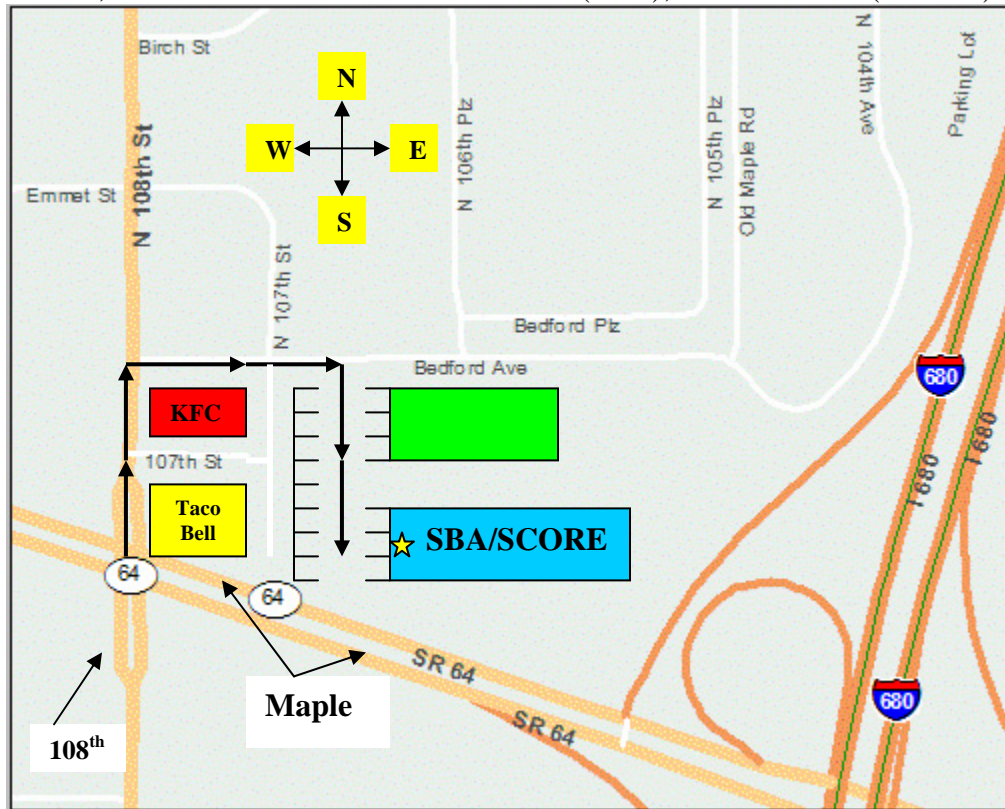 Birch St
N 104th Ave
Parking Lot
N
N 108th St
N 106th Plz
N 105th Plz
Old Maple Rd
W
E
Emmet St
S
N 107th St
Bedford Plz
Bedford Ave
680
KFC
I 680
I 680
107th St
Taco
Bell
SBA/SCORE
64
64
SR 64
680
Maple
SR 64
108th